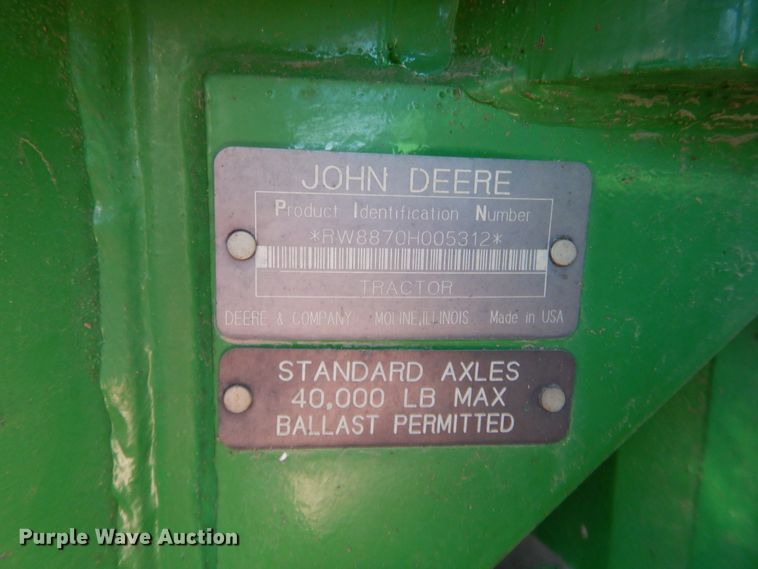 JOHN DEERE
Product Identification Number
*RW8870H005312*
TRACTOR
DEERE & COMPANY MOLINE, ILLINOIS Made in USA
STANDARD AXLES
40,000 LB MAX
BALLAST PERMITTED
Purple Wave Auction